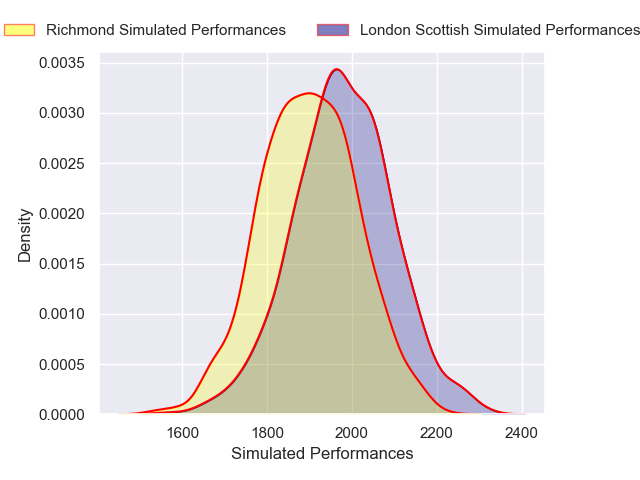 Richmond Simulated Performances London Scottish Simulated Performances
0.0035
0.0030
0.0025
0.0020
0.0015
0.0010
0.0005
0.0000
Density
1600 1800 2000 2200 2400
Simulated Performances